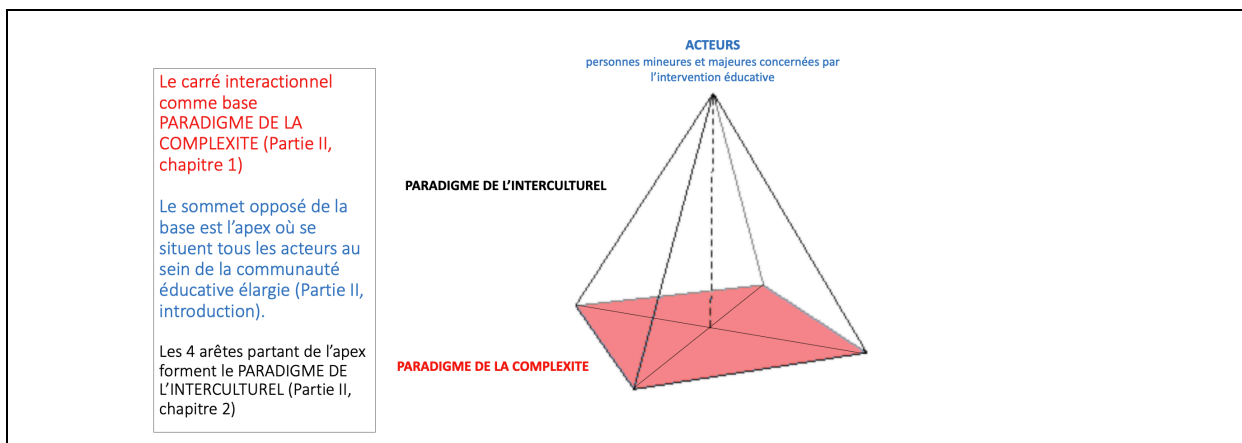 ACTEURS
personnes mineures et majeures concernées par
l'intervention éducative
Le carré interactionnel
comme base
PARADIGME DE LA
COMPLEXITE (Partie II,
chapitre 1)
Le sommet opposé de la
base est l'apex où se
situent tous les acteurs au
sein de la communauté
éducative élargie (Partie II,
introduction).
Les 4 arêtes partant de l'apex
forment le PARADIGME DE
L'INTERCULTUREL (Partie II,
chapitre 2)
PARADIGME DE L'INTERCULTUREL
PARADIGME DE LA COMPLEXITE